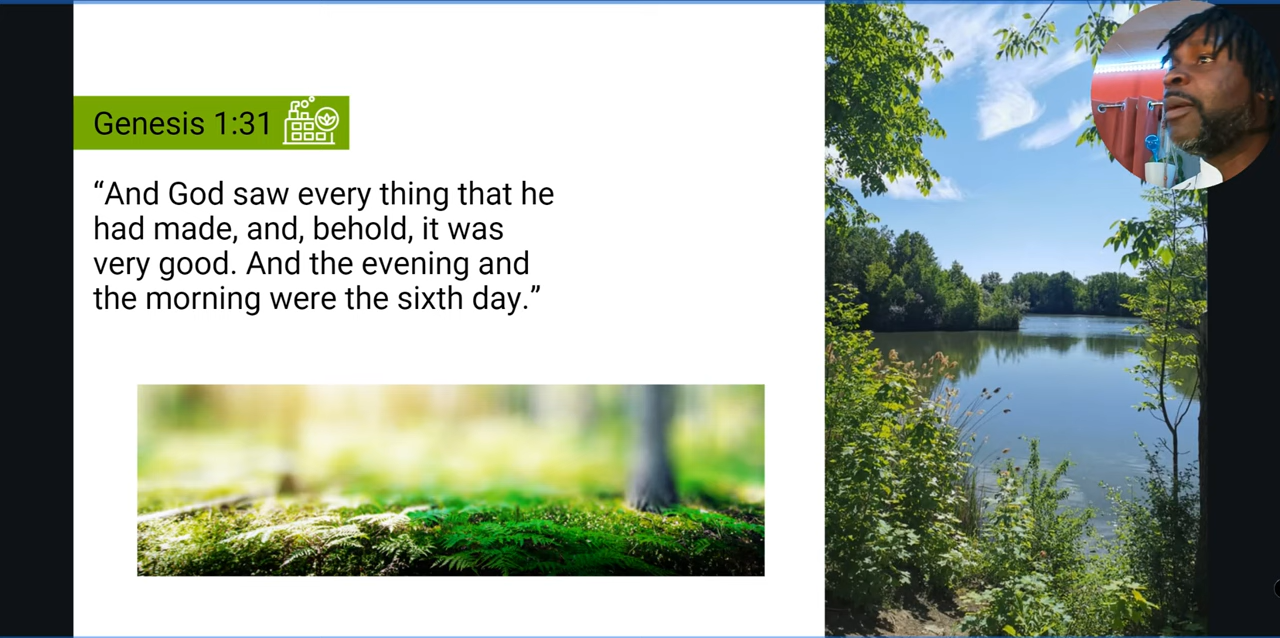 Genesis 1:31
“And God saw every thing that he
had made, and, behold, it was
very good. And the evening and
the morning were the sixth day.”